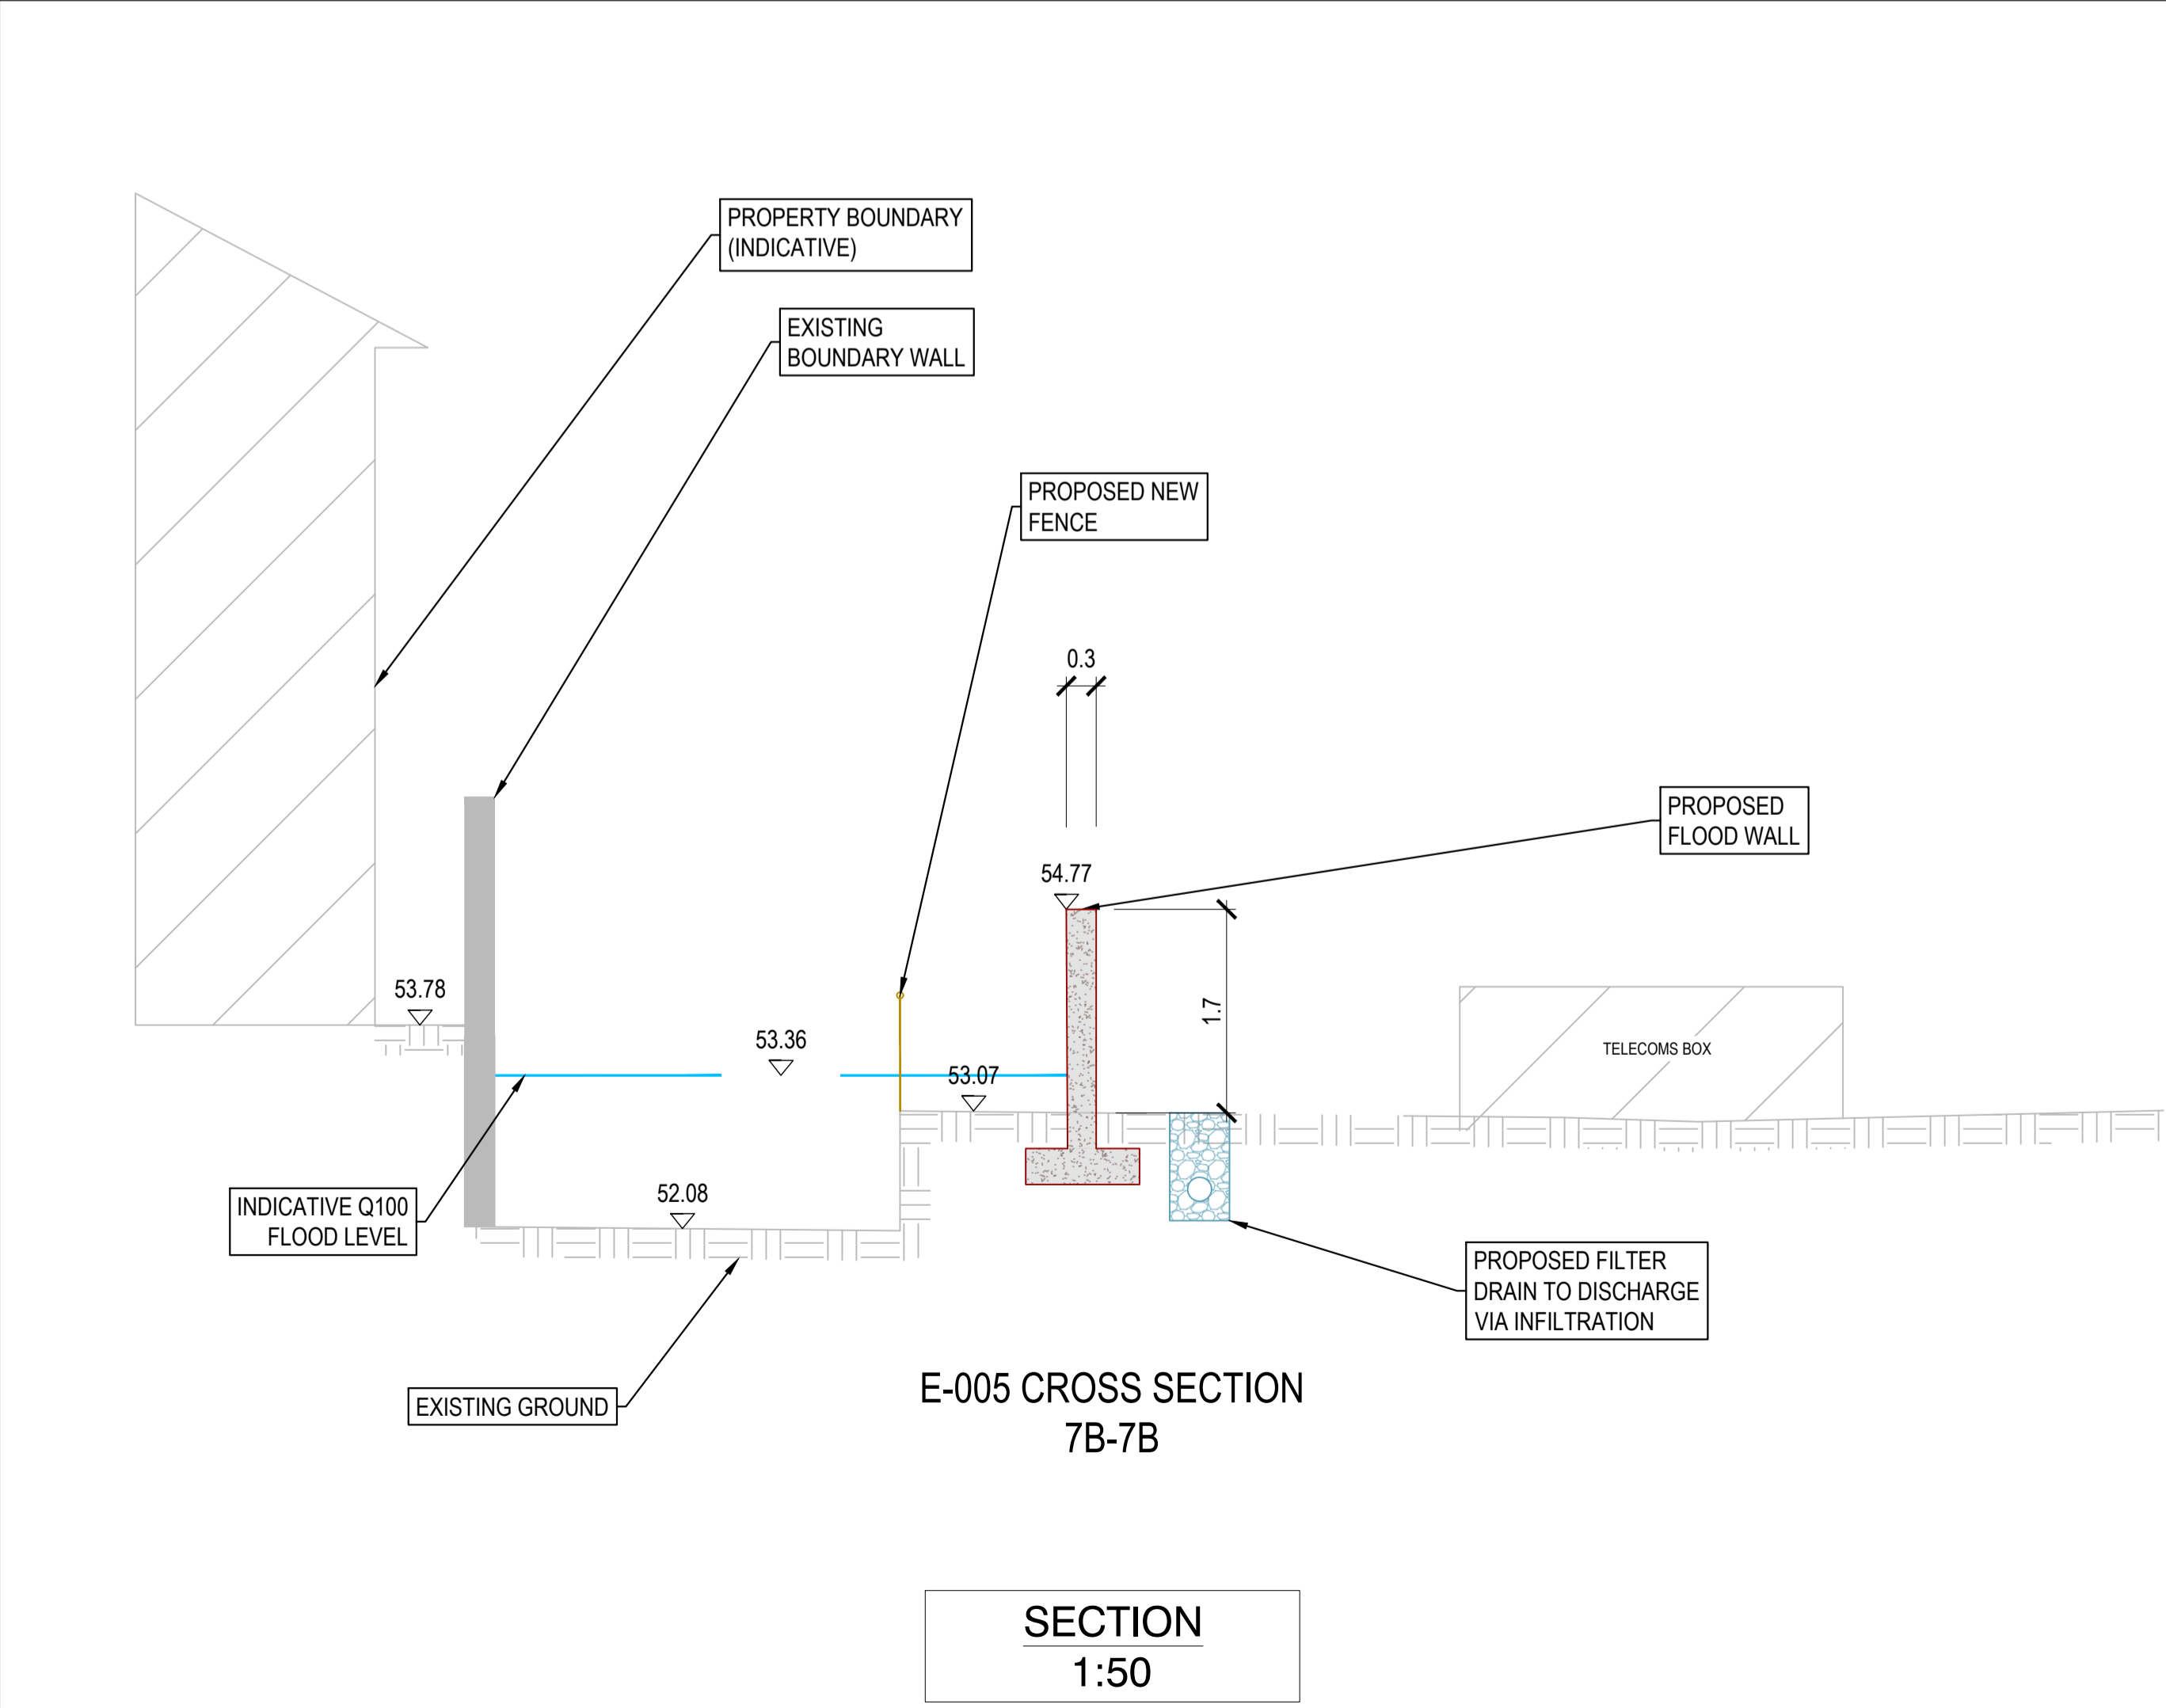 PROPERTY BOUNDARY
(INDICATIVE)
EXISTING
BOUNDARY WALL
PROPOSED NEW
FENCE
0.3
PROPOSED
FLOOD WALL
54.77
53.78
1.7
53.36
TELECOMS BOX
53.07
52.08
INDICATIVE Q100
FLOOD LEVEL
PROPOSED FILTER
DRAIN TO DISCHARGE
VIA INFILTRATION
EXISTING GROUND
E-005 CROSS SECTION
7B-7B
SECTION
1:50